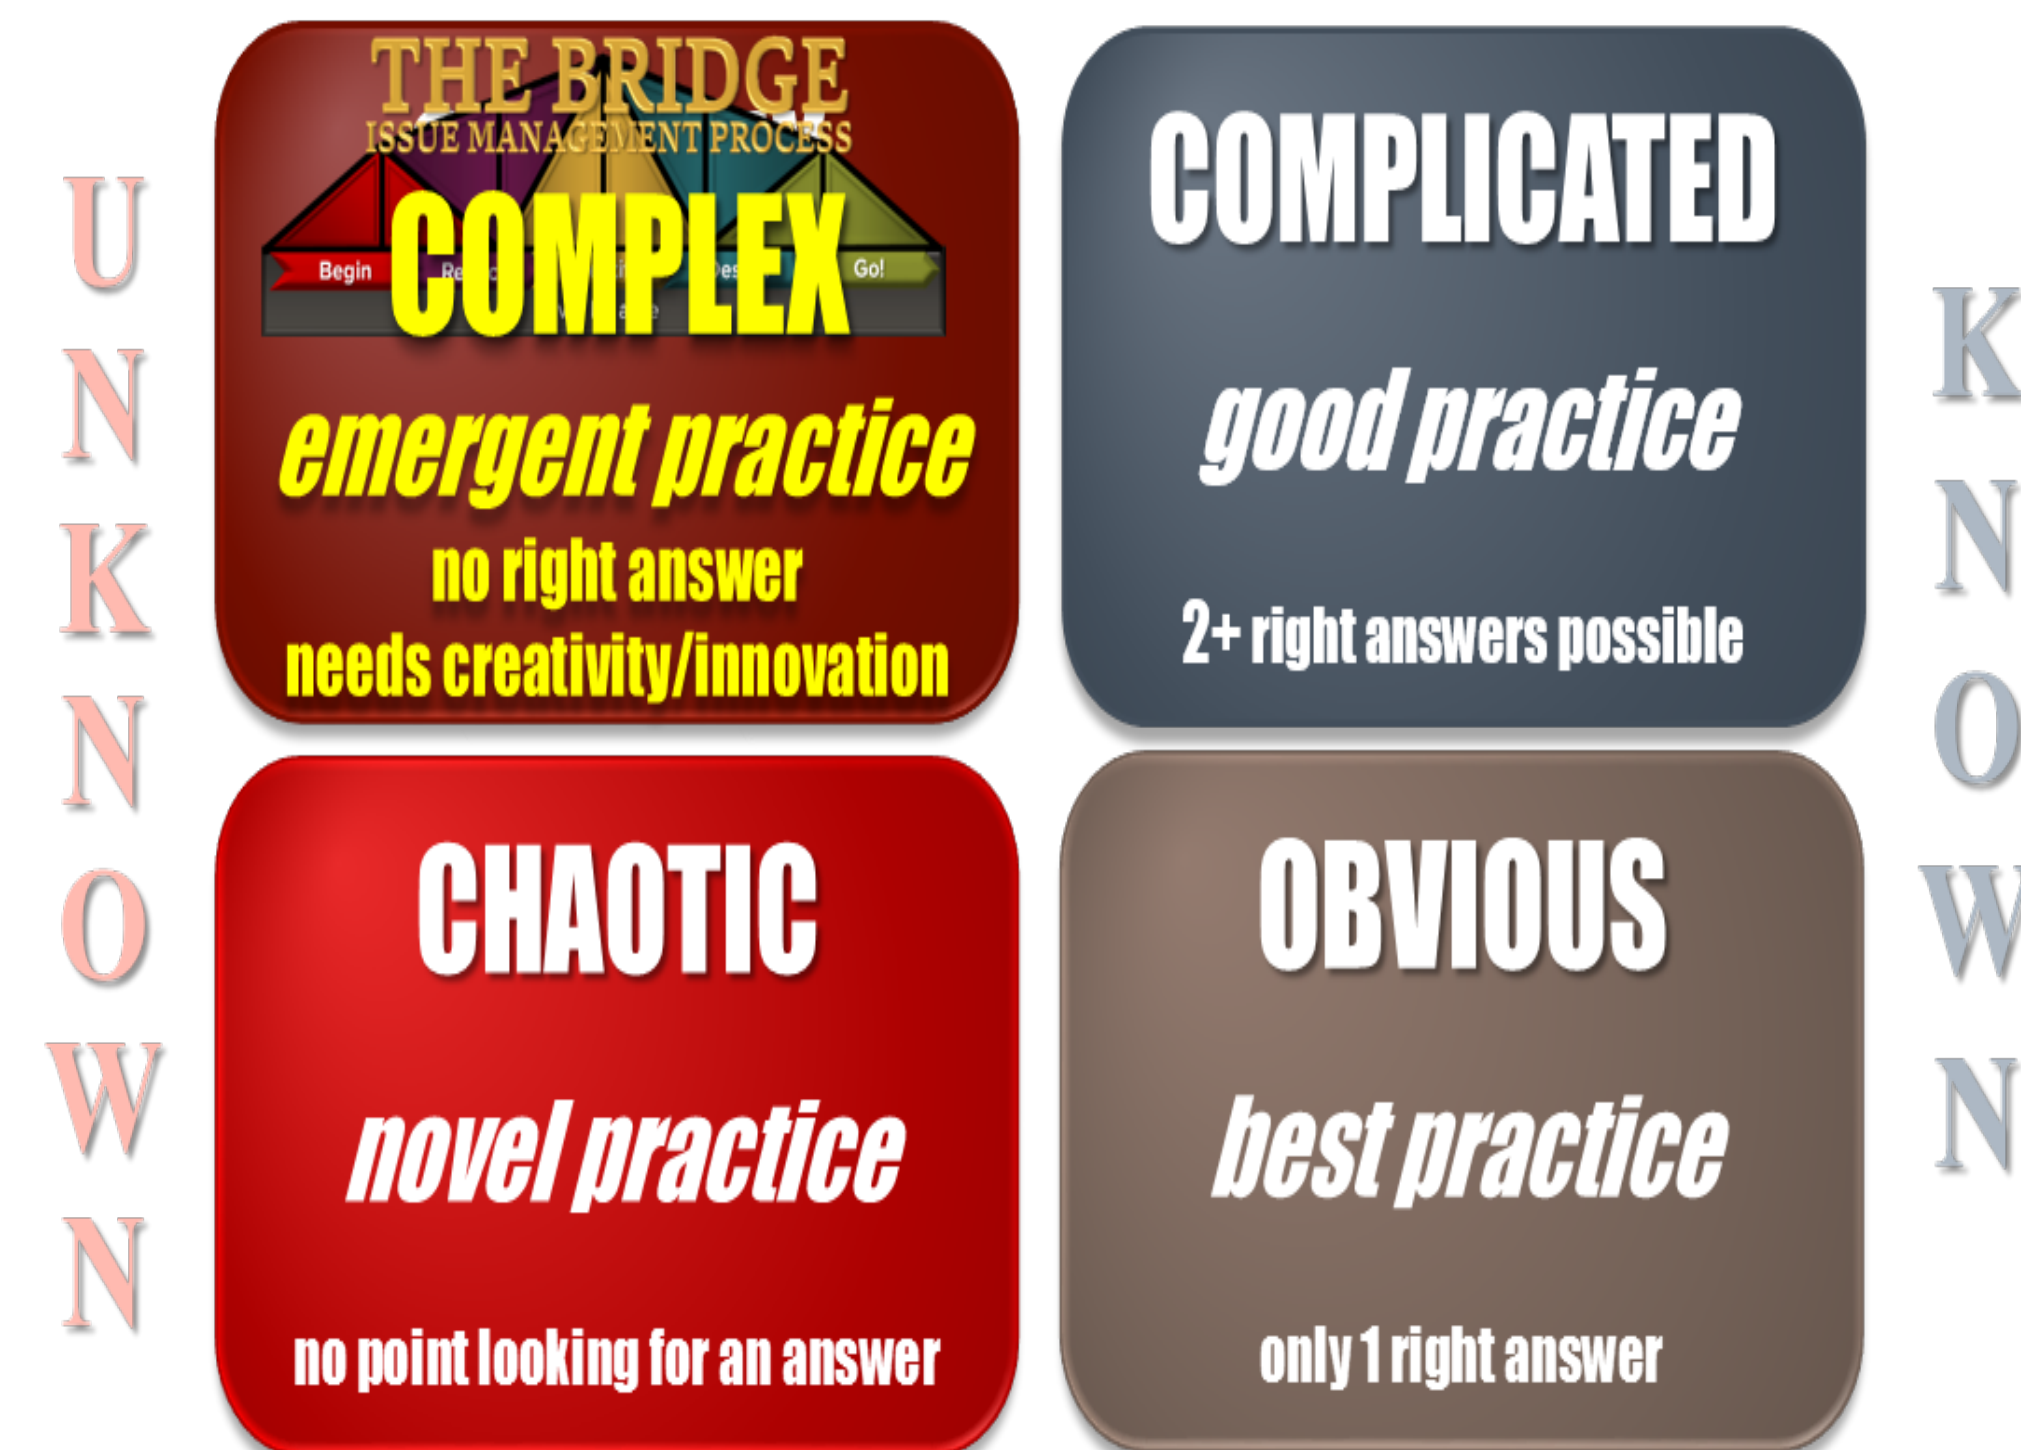 UNKNOWN
THE BRIDGE
ISSUE MANAGEMENT PROCESS
COMPLEX
Begin
Go!
emergent practice
no right answer
needs creativity/innovation
COMPLICATED
good practice
2+ right answers possible
CHAOTIC
novel practice
no point looking for an answer
OBVIOUS
best practice
only 1 right answer
KNOWN